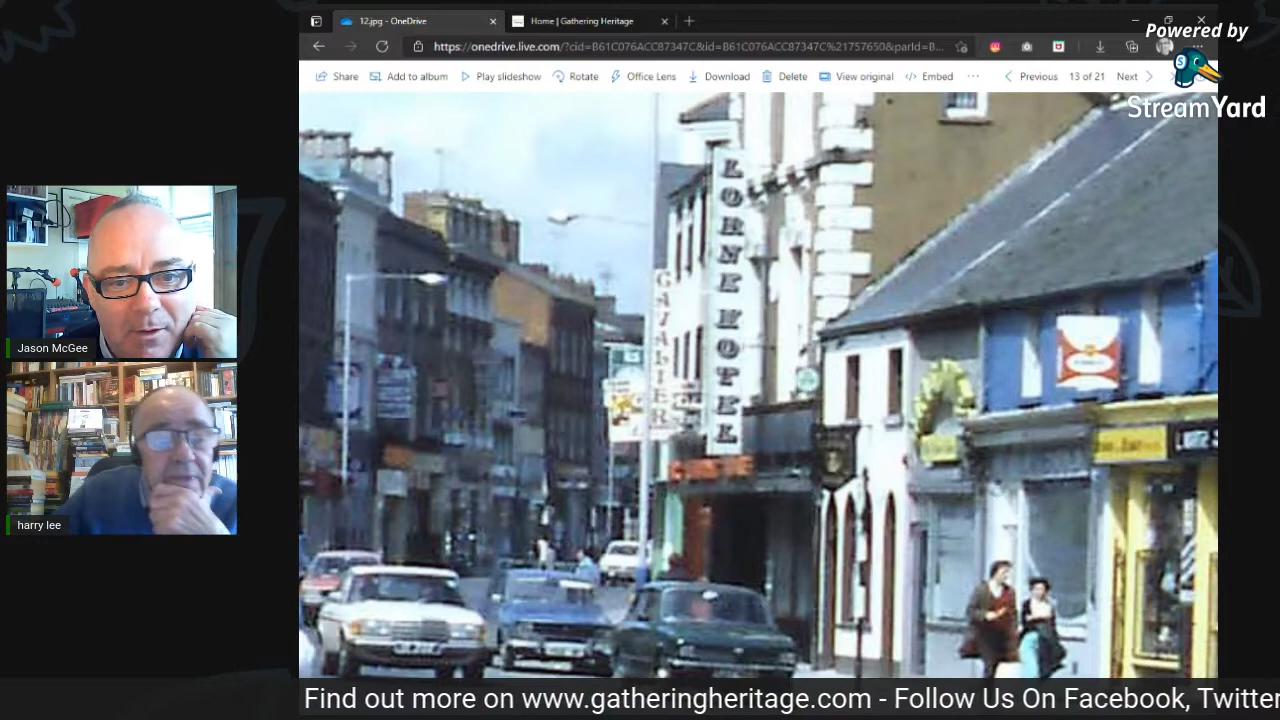 12.jpg - OneDrive
Home | Gathering Heritage
https://onedrive.live.com/?cid=B61C076ACC87347C&id=B61C076ACC87347C%21757650&parId=B...
Share
Add to album
Play slideshow
Rotate
Office Lens
Download
Delete
View original
Embed
Previous
13 of 21
Next
Powered by
StreamYard
LORNE HOTEL
CAVALIER
Jason McGee
harry lee
Find out more on www.gatheringheritage.com - Follow Us On Facebook, Twitter